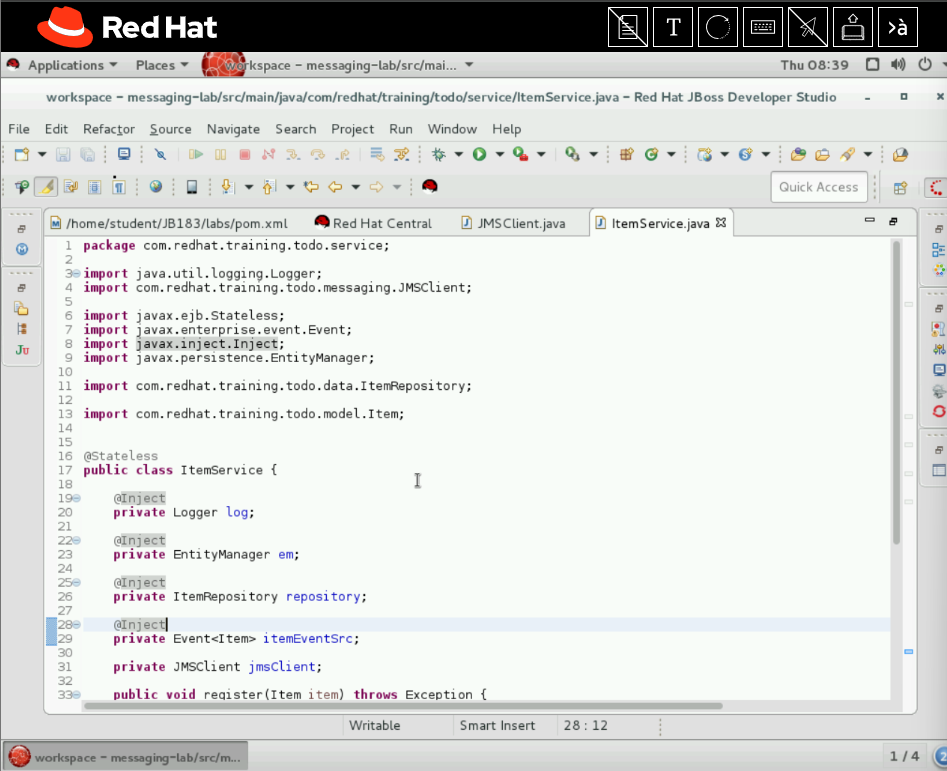 Red Hat
T
>à
Applications Places workspace – messaging-lab/src/mai... Thu 08:39
workspace – messaging-lab/src/main/java/com/redhat/training/todo/service/ItemService.java – Red Hat JBoss Developer Studio
File Edit Refactor Source Navigate Search Project Run Window Help
Quick Access
/home/student/JB183/labs/pom.xml Red Hat Central JMSClient.java ItemService.java
1 package com.redhat.training.todo.service;
2
3 import java.util.logging.Logger;
4 import com.redhat.training.todo.messaging.JMSClient;
5
6 import javax.ejb.Stateless;
7 import javax.enterprise.event.Event;
8 import javax.inject.Inject;
9 import javax.persistence.EntityManager;
10
11 import com.redhat.training.todo.data.ItemRepository;
12
13 import com.redhat.training.todo.model.Item;
14
15
16 @Stateless
17 public class ItemService {
18
19 @Inject
20 private Logger log;
21
22 @Inject
23 private EntityManager em;
24
25 @Inject
26 private ItemRepository repository;
27
28 @Inject
29 private Event<Item> itemEventSrc;
30
31 private JMSClient jmsClient;
32
33 public void register(Item item) throws Exception {
Ju
Writable Smart Insert 28 : 12
workspace – messaging-lab/src/m... 1 / 4 2